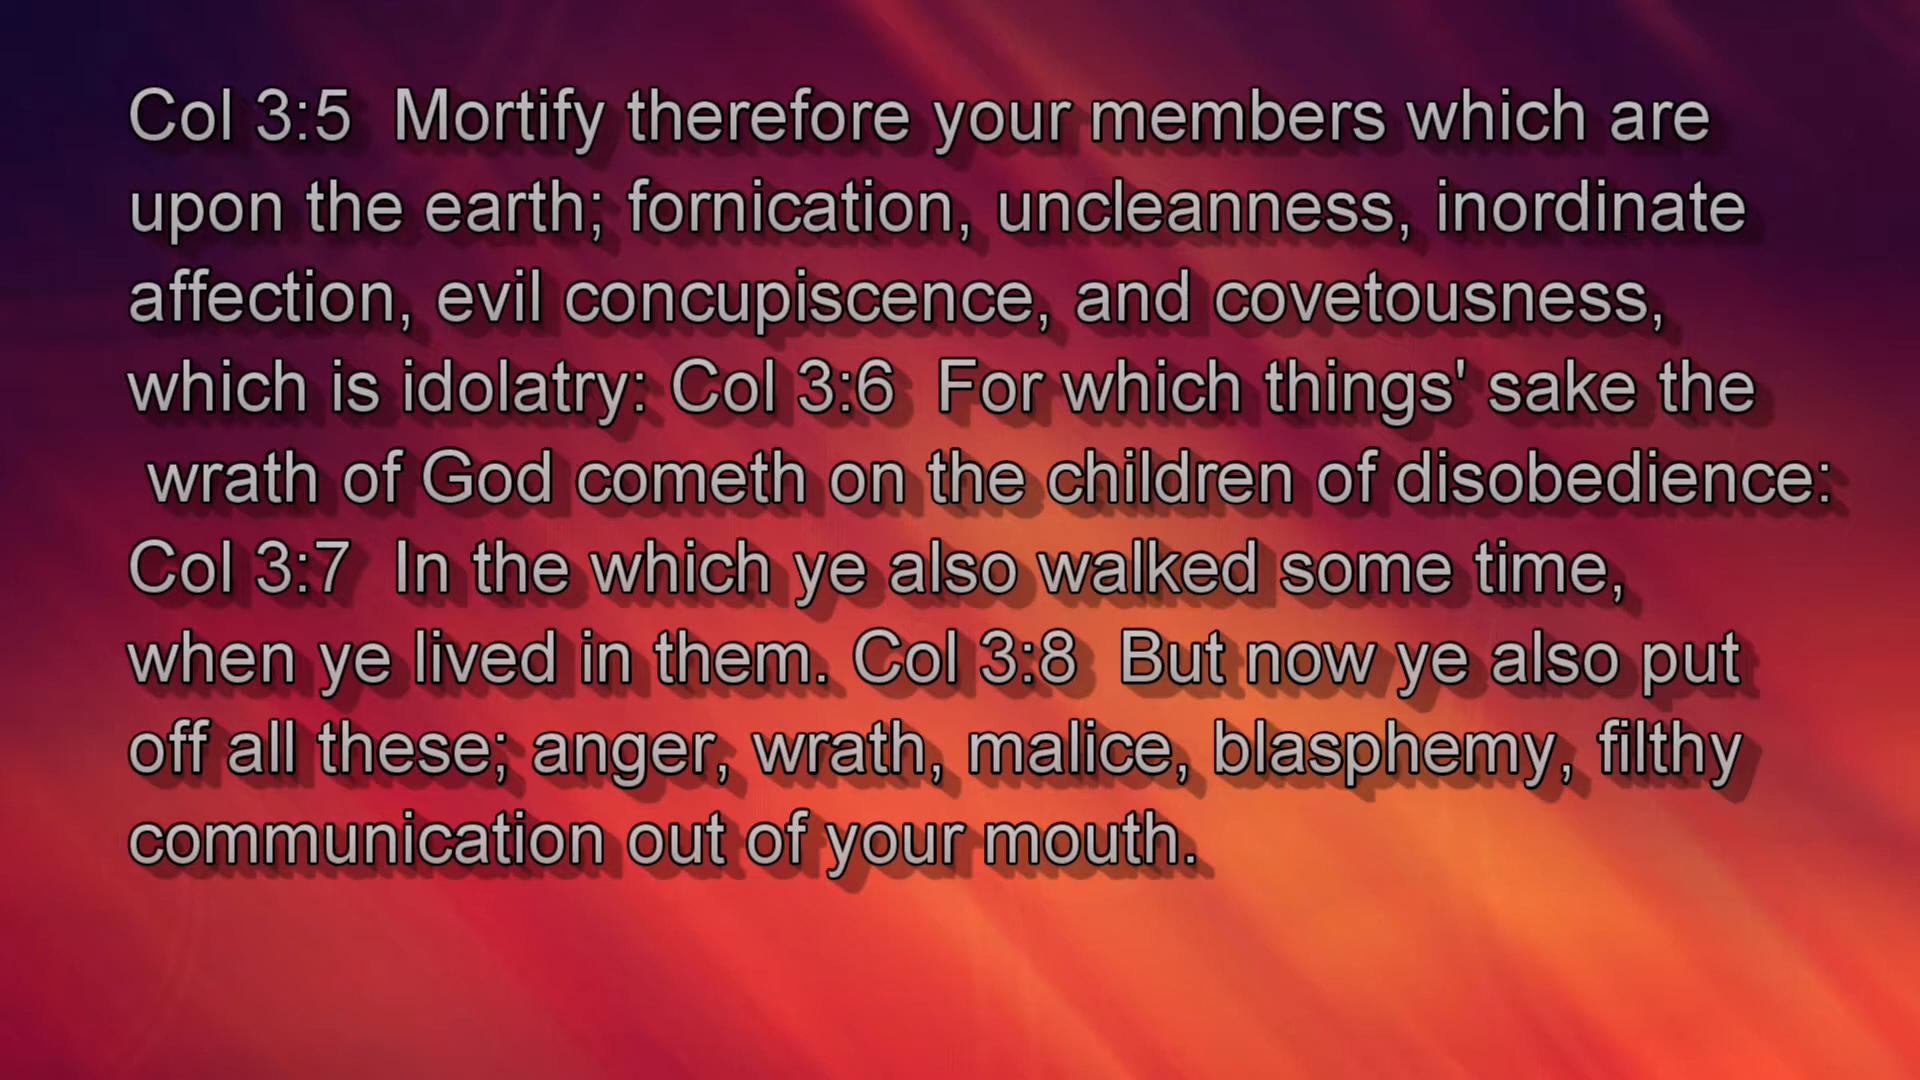 Col 3:5  Mortify therefore your members which are
upon the earth; fornication, uncleanness, inordinate
affection, evil concupiscence, and covetousness,
which is idolatry: Col 3:6  For which things' sake the
wrath of God cometh on the children of disobedience:
Col 3:7  In the which ye also walked some time,
when ye lived in them. Col 3:8  But now ye also put
off all these; anger, wrath, malice, blasphemy, filthy
communication out of your mouth.